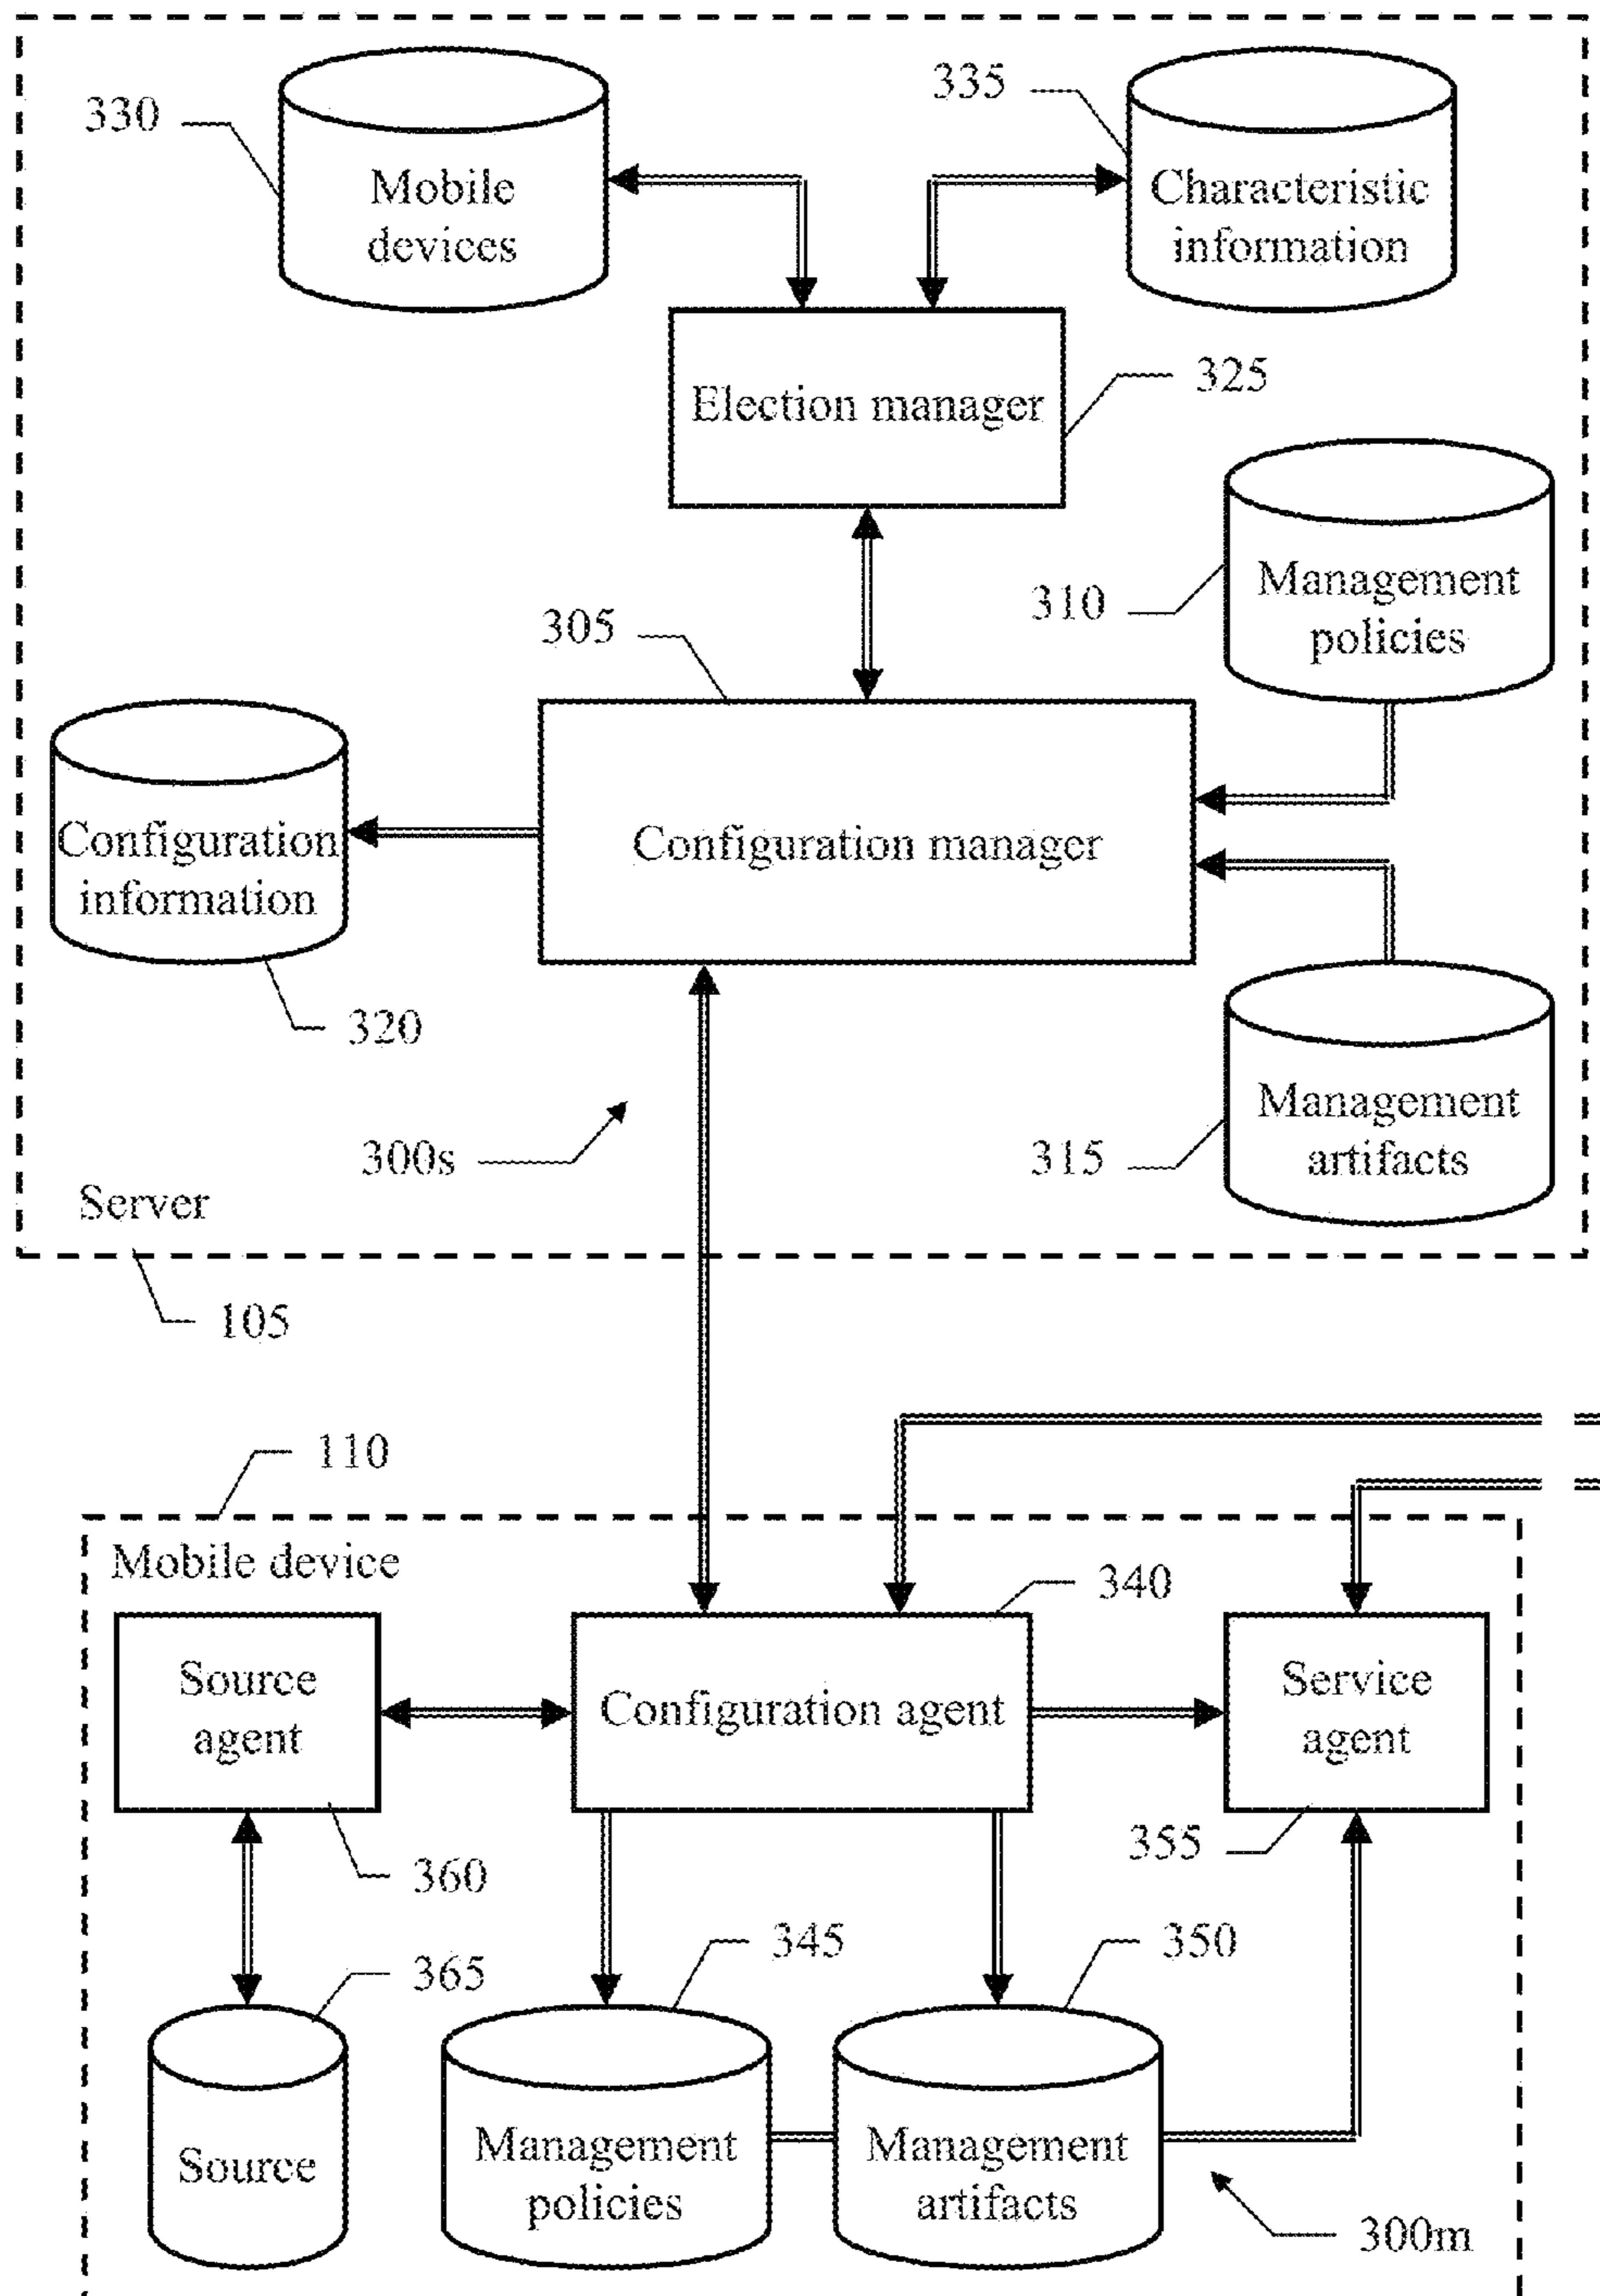 330
Mobile
devices
335
Characteristic
information
Election manager
325
310
Management
policies
305
Configuration
information
Configuration manager
320
300s
315
Management
artifacts
Server
105
110
Mobile device
340
Source
agent
Configuration agent
Service
agent
360
355
365
345
350
Source
Management
policies
Management
artifacts
300m